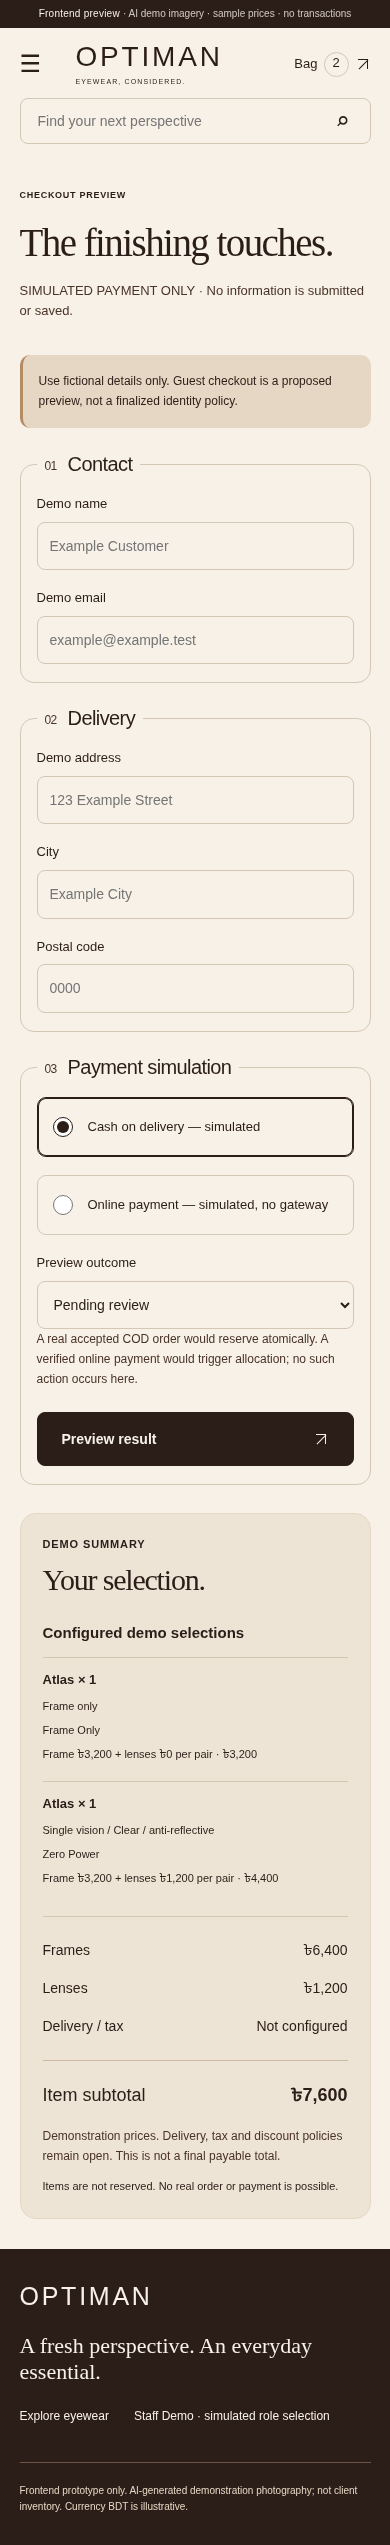 Frontend preview · AI demo imagery · sample prices · no transactions
OPTIMAN
EYEWEAR, CONSIDERED.
Bag 2
Find your next perspective
CHECKOUT PREVIEW
The finishing touches.
SIMULATED PAYMENT ONLY · No information is submitted
or saved.
Use fictional details only. Guest checkout is a proposed
preview, not a finalized identity policy.
01 Contact
Demo name
Example Customer
Demo email
example@example.test
02 Delivery
Demo address
123 Example Street
City
Example City
Postal code
0000
03 Payment simulation
Cash on delivery — simulated
Online payment — simulated, no gateway
Preview outcome
Pending review
A real accepted COD order would reserve atomically. A
verified online payment would trigger allocation; no such
action occurs here.
Preview result
DEMO SUMMARY
Your selection.
Configured demo selections
Atlas × 1
Frame only
Frame Only
Frame ৳3,200 + lenses ৳0 per pair · ৳3,200
Atlas × 1
Single vision / Clear / anti-reflective
Zero Power
Frame ৳3,200 + lenses ৳1,200 per pair · ৳4,400
Frames ৳6,400
Lenses ৳1,200
Delivery / tax Not configured
Item subtotal ৳7,600
Demonstration prices. Delivery, tax and discount policies
remain open. This is not a final payable total.
Items are not reserved. No real order or payment is possible.
OPTIMAN
A fresh perspective. An everyday
essential.
Explore eyewear Staff Demo · simulated role selection
Frontend prototype only. AI-generated demonstration photography; not client
inventory. Currency BDT is illustrative.